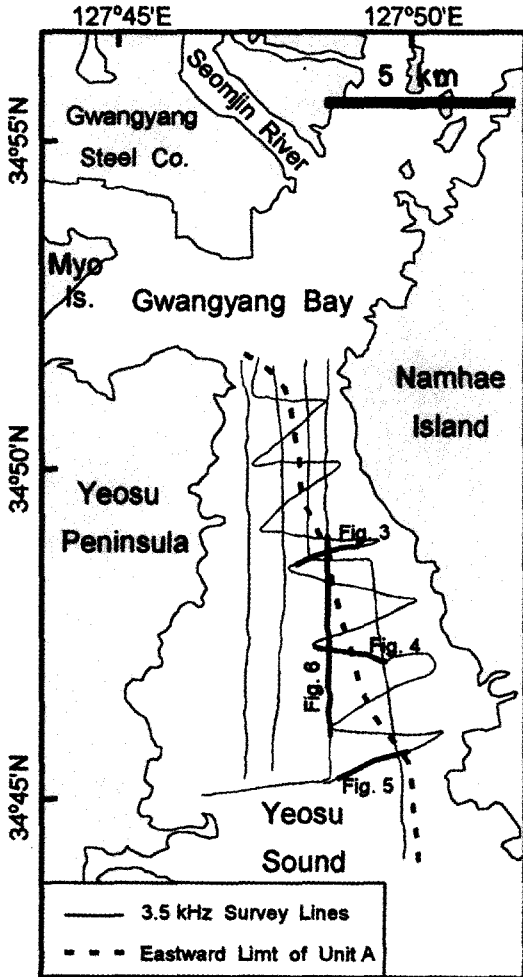 127°45'E
127°50'E
5 km
Seomjin River
Gwangyang
Steel Co.
34°55'N
Myo
Is.
Gwangyang Bay
Namhae
Island
34°50'N
Yeosu
Peninsula
Fig. 3
Fig. 4
Fig. 6
Fig. 5
34°45'N
Yeosu
Sound
3.5 kHz Survey Lines
Eastward Limt of Unit A